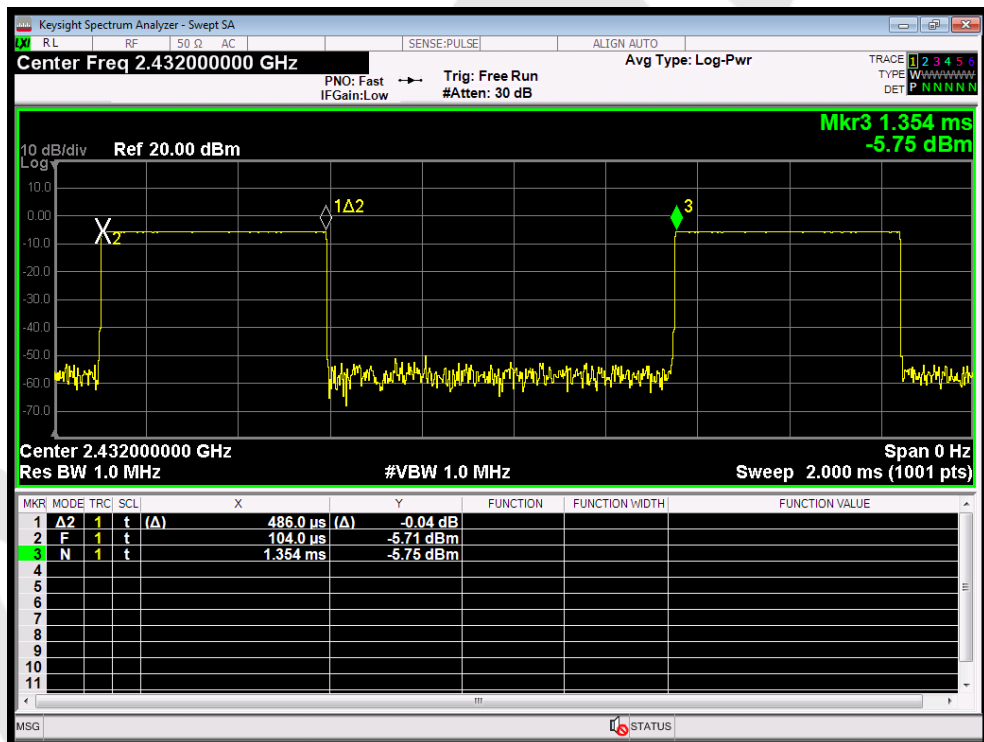 Keysight Spectrum Analyzer - Swept SA
LXI RL RF 50 Ω AC SENSE:PULSE ALIGN AUTO
Center Freq 2.432000000 GHz
Avg Type: Log-Pwr
TRACE 1 2 3 4 5 6
PNO: Fast Trig: Free Run
TYPE WWWWWW
IFGain:Low #Atten: 30 dB
DET P N N N N N
Mkr3 1.354 ms
10 dB/div Ref 20.00 dBm -5.75 dBm
Log
10.0
0.00
-10.0
-20.0
-30.0
-40.0
-50.0
-60.0
-70.0
2
1Δ2
3
Center 2.432000000 GHz Span 0 Hz
Res BW 1.0 MHz #VBW 1.0 MHz Sweep 2.000 ms (1001 pts)
MKR MODE TRC SCL X Y FUNCTION FUNCTION WIDTH FUNCTION VALUE
1 Δ2 1 t (Δ) 486.0 µs (Δ) -0.04 dB
2 F 1 t 104.0 µs -5.71 dBm
3 N 1 t 1.354 ms -5.75 dBm
4
5
6
7
8
9
10
11
MSG STATUS